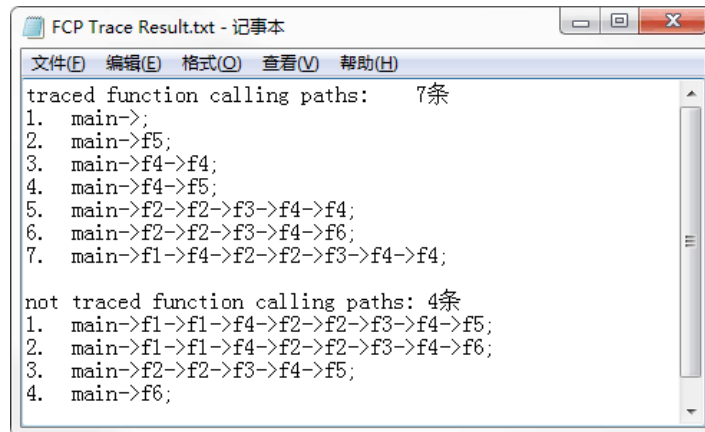 FCP Trace Result.txt - 记事本
文件(F) 编辑(E) 格式(O) 查看(V) 帮助(H)
traced function calling paths: 7条
1. main->;
2. main->f5;
3. main->f4->f4;
4. main->f4->f5;
5. main->f2->f2->f3->f4->f4;
6. main->f2->f2->f3->f4->f6;
7. main->f1->f4->f2->f2->f3->f4->f4;
not traced function calling paths: 4条
1. main->f1->f1->f4->f2->f2->f3->f4->f5;
2. main->f1->f1->f4->f2->f2->f3->f4->f6;
3. main->f2->f2->f3->f4->f5;
4. main->f6;